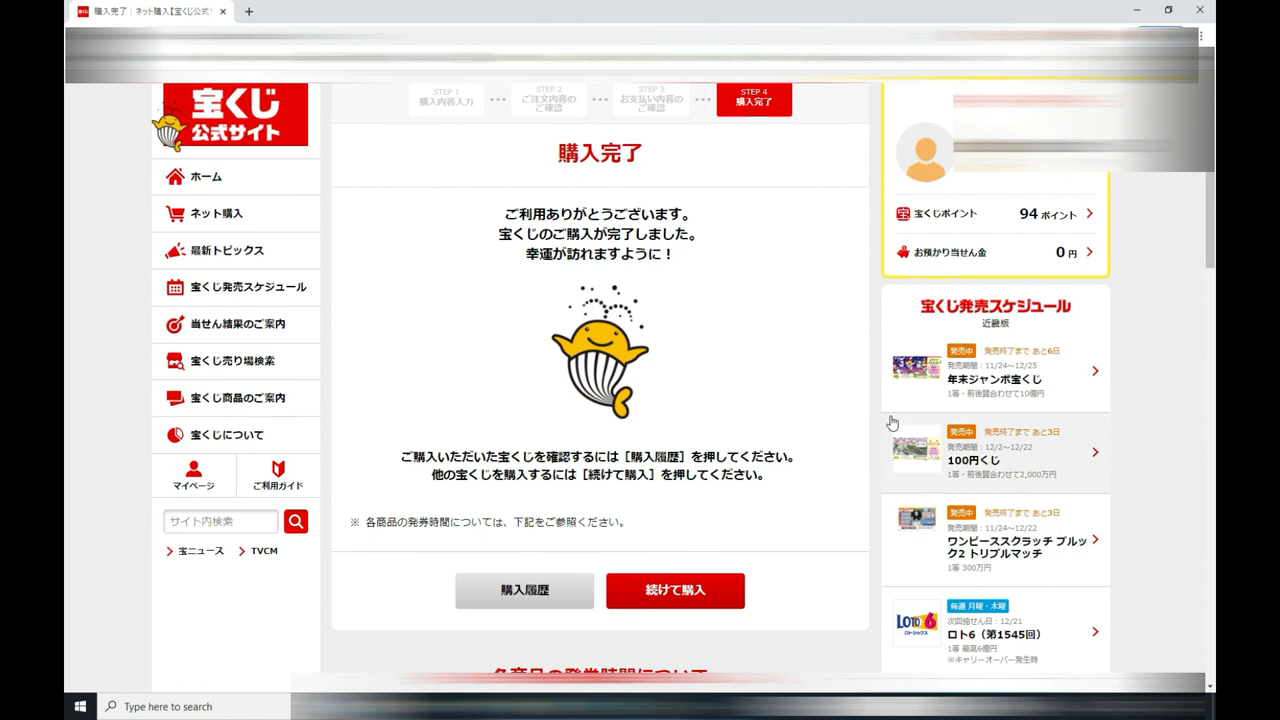 購入完了｜ネット購入【宝くじ公式サ
宝くじ
公式サイト
ホーム
ネット購入
最新トピックス
宝くじ発売スケジュール
当せん結果のご案内
宝くじ売り場検索
宝くじ商品のご案内
宝くじについて
マイページ
ご利用ガイド
サイト内検索
宝ニュース
TVCM
STEP 1
購入内容入力
STEP 2
ご注文内容の
ご確認
STEP 3
お支払い内容の
ご確認
STEP 4
購入完了
購入完了
ご利用ありがとうございます。
宝くじのご購入が完了しました。
幸運が訪れますように！
ご購入いただいた宝くじを確認するには［購入履歴］を押してください。
他の宝くじを購入するには［続けて購入］を押してください。
※ 各商品の発券時間については、下記をご参照ください。
購入履歴
続けて購入
各商品の発券時間について
宝くじポイント 94 ポイント
お預かり当せん金 0 円
宝くじ発売スケジュール
近畿版
発売中 発売終了まで あと6日
発売期間：11/24～12/25
年末ジャンボ宝くじ
1等・前後賞合わせて10億円
発売中 発売終了まで あと3日
発売期間：12/2～12/22
100円くじ
1等・前後賞合わせて2,000万円
発売中 発売終了まで あと3日
発売期間：11/24～12/22
ワンピーススクラッチ ブルッ
ク2 トリプルマッチ
1等 300万円
LOTO6
ロトシックス
毎週 月曜・木曜
次回抽せん日：12/21
ロト6（第1545回）
1等 最高6億円
※キャリーオーバー発生時
Type here to search